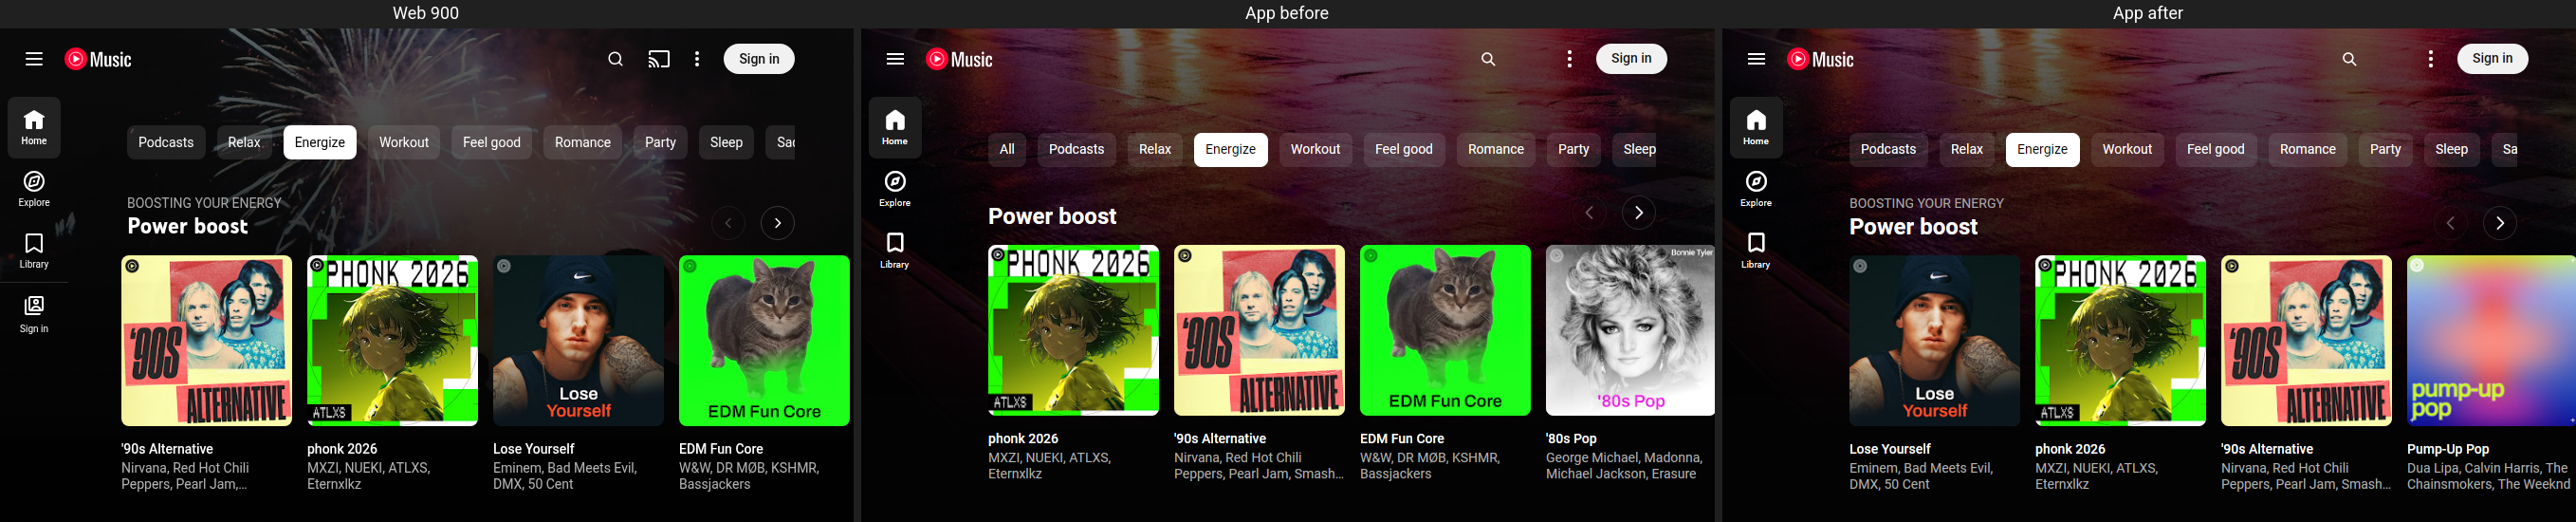 Web 900
Music
Sign in
Home
Explore
Library
Sign in
Podcasts Relax Energize Workout Feel good Romance Party Sleep Sad
BOOSTING YOUR ENERGY
Power boost
'90S
ALTERNATIVE
PHONK 2026
ATLXS
Lose
Yourself
EDM Fun Core
'90s Alternative
Nirvana, Red Hot Chili
Peppers, Pearl Jam,...
phonk 2026
MXZI, NUEKI, ATLXS,
Eternxlkz
Lose Yourself
Eminem, Bad Meets Evil,
DMX, 50 Cent
EDM Fun Core
W&W, DR MØB, KSHMR,
Bassjackers
App before
Music
Sign in
Home
Explore
Library
All Podcasts Relax Energize Workout Feel good Romance Party Sleep
Power boost
PHONK 2026
ATLXS
'90S
ALTERNATIVE
EDM Fun Core
Bonnie Tyler
'80s Pop
phonk 2026
MXZI, NUEKI, ATLXS,
Eternxlkz
'90s Alternative
Nirvana, Red Hot Chili
Peppers, Pearl Jam, Smash...
EDM Fun Core
W&W, DR MØB, KSHMR,
Bassjackers
'80s Pop
George Michael, Madonna,
Michael Jackson, Erasure
App after
Music
Sign in
Home
Explore
Library
Podcasts Relax Energize Workout Feel good Romance Party Sleep Sa
BOOSTING YOUR ENERGY
Power boost
Lose
Yourself
PHONK 2026
ATLXS
'90S
ALTERNATIVE
pump-up
pop
Lose Yourself
Eminem, Bad Meets Evil,
DMX, 50 Cent
phonk 2026
MXZI, NUEKI, ATLXS,
Eternxlkz
'90s Alternative
Nirvana, Red Hot Chili
Peppers, Pearl Jam, Smash...
Pump-Up Pop
Dua Lipa, Calvin Harris, The
Chainsmokers, The Weeknd